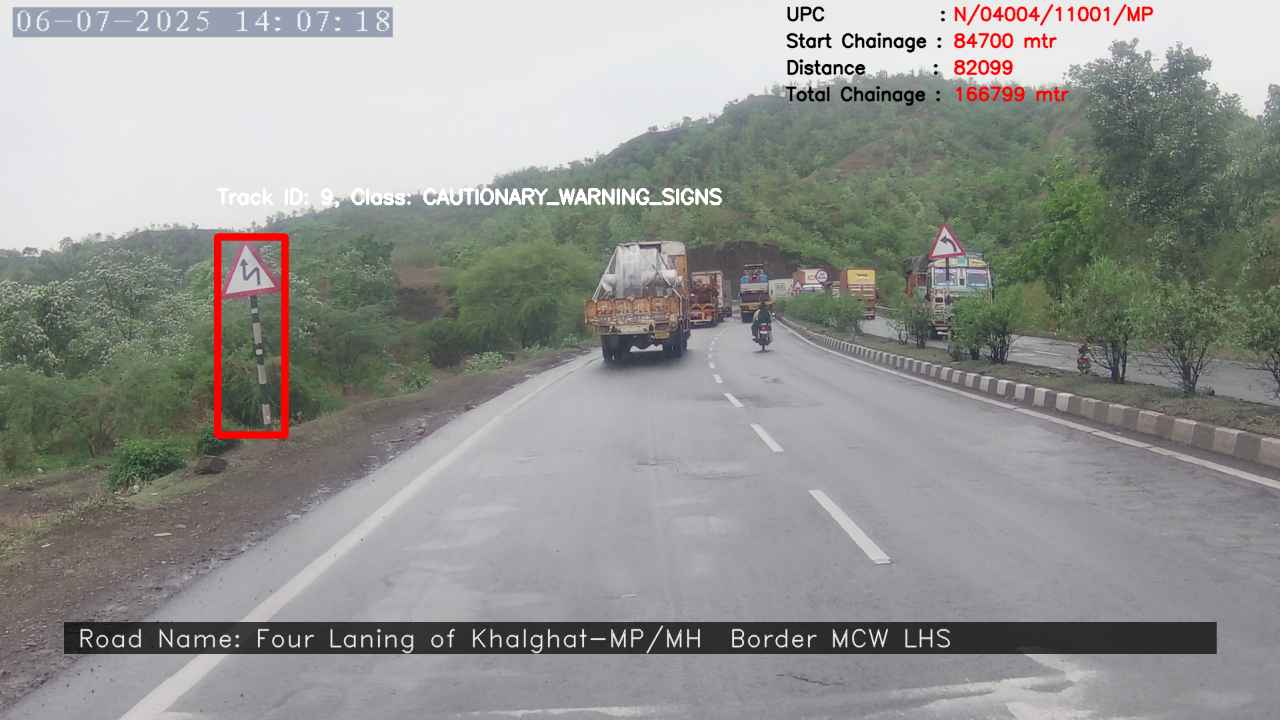 06-07-2025 14:07:18
UPC : N/04004/11001/MP
Start Chainage : 84700 mtr
Distance : 82099
Total Chainage : 166799 mtr
Track ID: 9, Class: CAUTIONARY_WARNING_SIGNS
Road Name: Four Laning of Khalghat-MP/MH Border MCW LHS